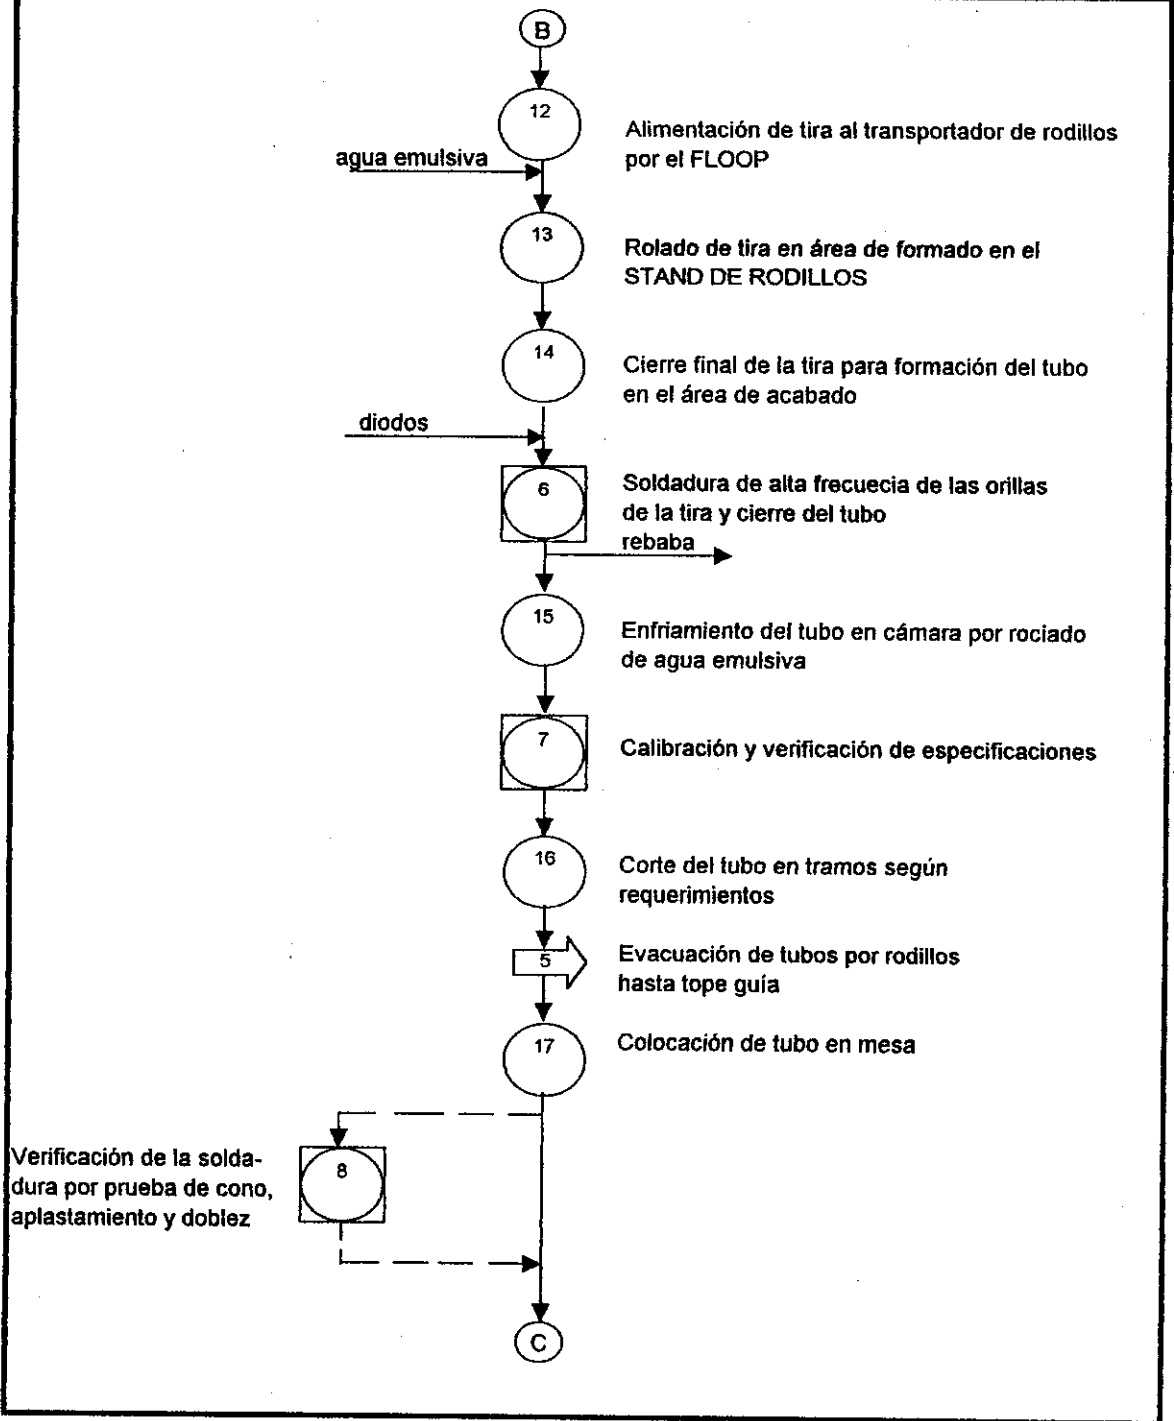 B
12
Alimentación de tira al transportador de rodillos
por el FLOOP
agua emulsiva
13
Rolado de tira en área de formado en el
STAND DE RODILLOS
14
Cierre final de la tira para formación del tubo
en el área de acabado
diodos
6
Soldadura de alta frecuecia de las orillas
de la tira y cierre del tubo
rebaba
15
Enfriamiento del tubo en cámara por rociado
de agua emulsiva
7
Calibración y verificación de especificaciones
16
Corte del tubo en tramos según
requerimientos
5
Evacuación de tubos por rodillos
hasta tope guía
17
Colocación de tubo en mesa
Verificación de la solda-
dura por prueba de cono,
aplastamiento y doblez
8
C